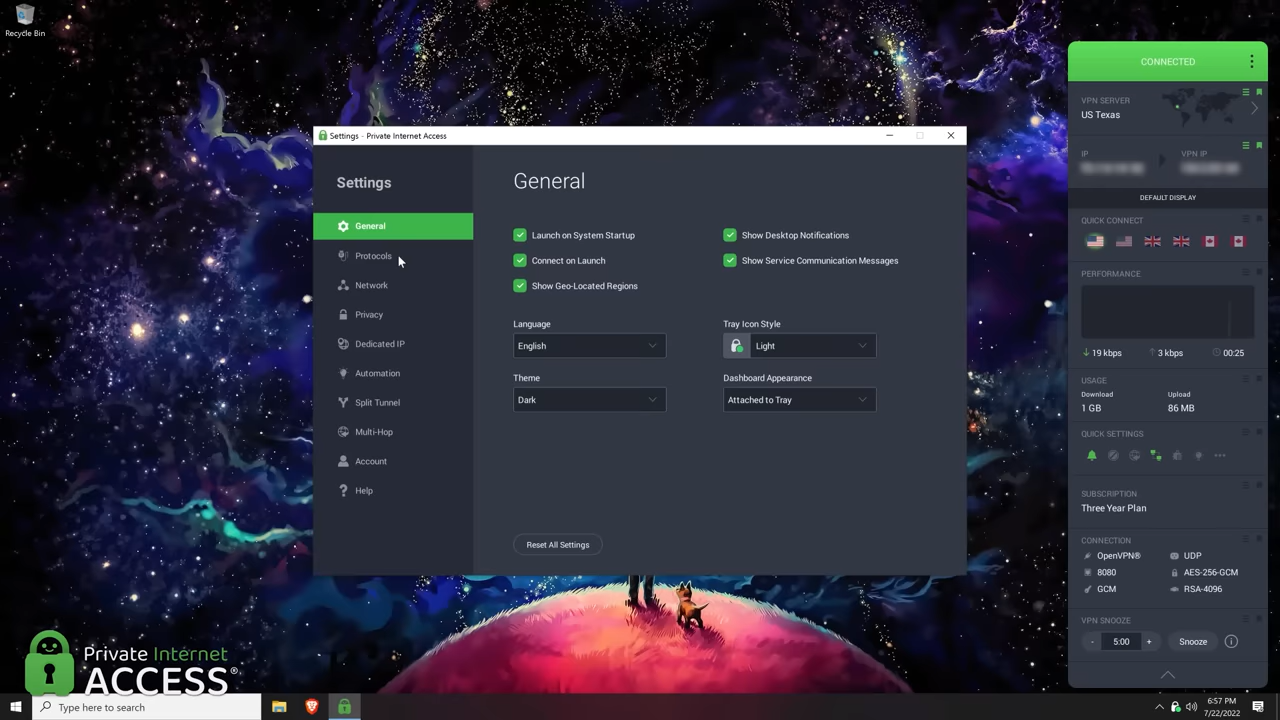 Recycle Bin
Settings - Private Internet Access
Settings
General
Protocols
Network
Privacy
Dedicated IP
Automation
Split Tunnel
Multi-Hop
Account
Help
General
Launch on System Startup
Connect on Launch
Show Geo-Located Regions
Show Desktop Notifications
Show Service Communication Messages
Language
English
Tray Icon Style
Light
Theme
Dark
Dashboard Appearance
Attached to Tray
Reset All Settings
CONNECTED
VPN SERVER
US Texas
IP
VPN IP
DEFAULT DISPLAY
QUICK CONNECT
PERFORMANCE
19 kbps 3 kbps 00:25
USAGE
Download Upload
1 GB 86 MB
QUICK SETTINGS
SUBSCRIPTION
Three Year Plan
CONNECTION
OpenVPN® UDP
8080 AES-256-GCM
GCM RSA-4096
VPN SNOOZE
- 5:00 + Snooze
Private Internet
ACCESS®
Type here to search
6:57 PM
7/22/2022